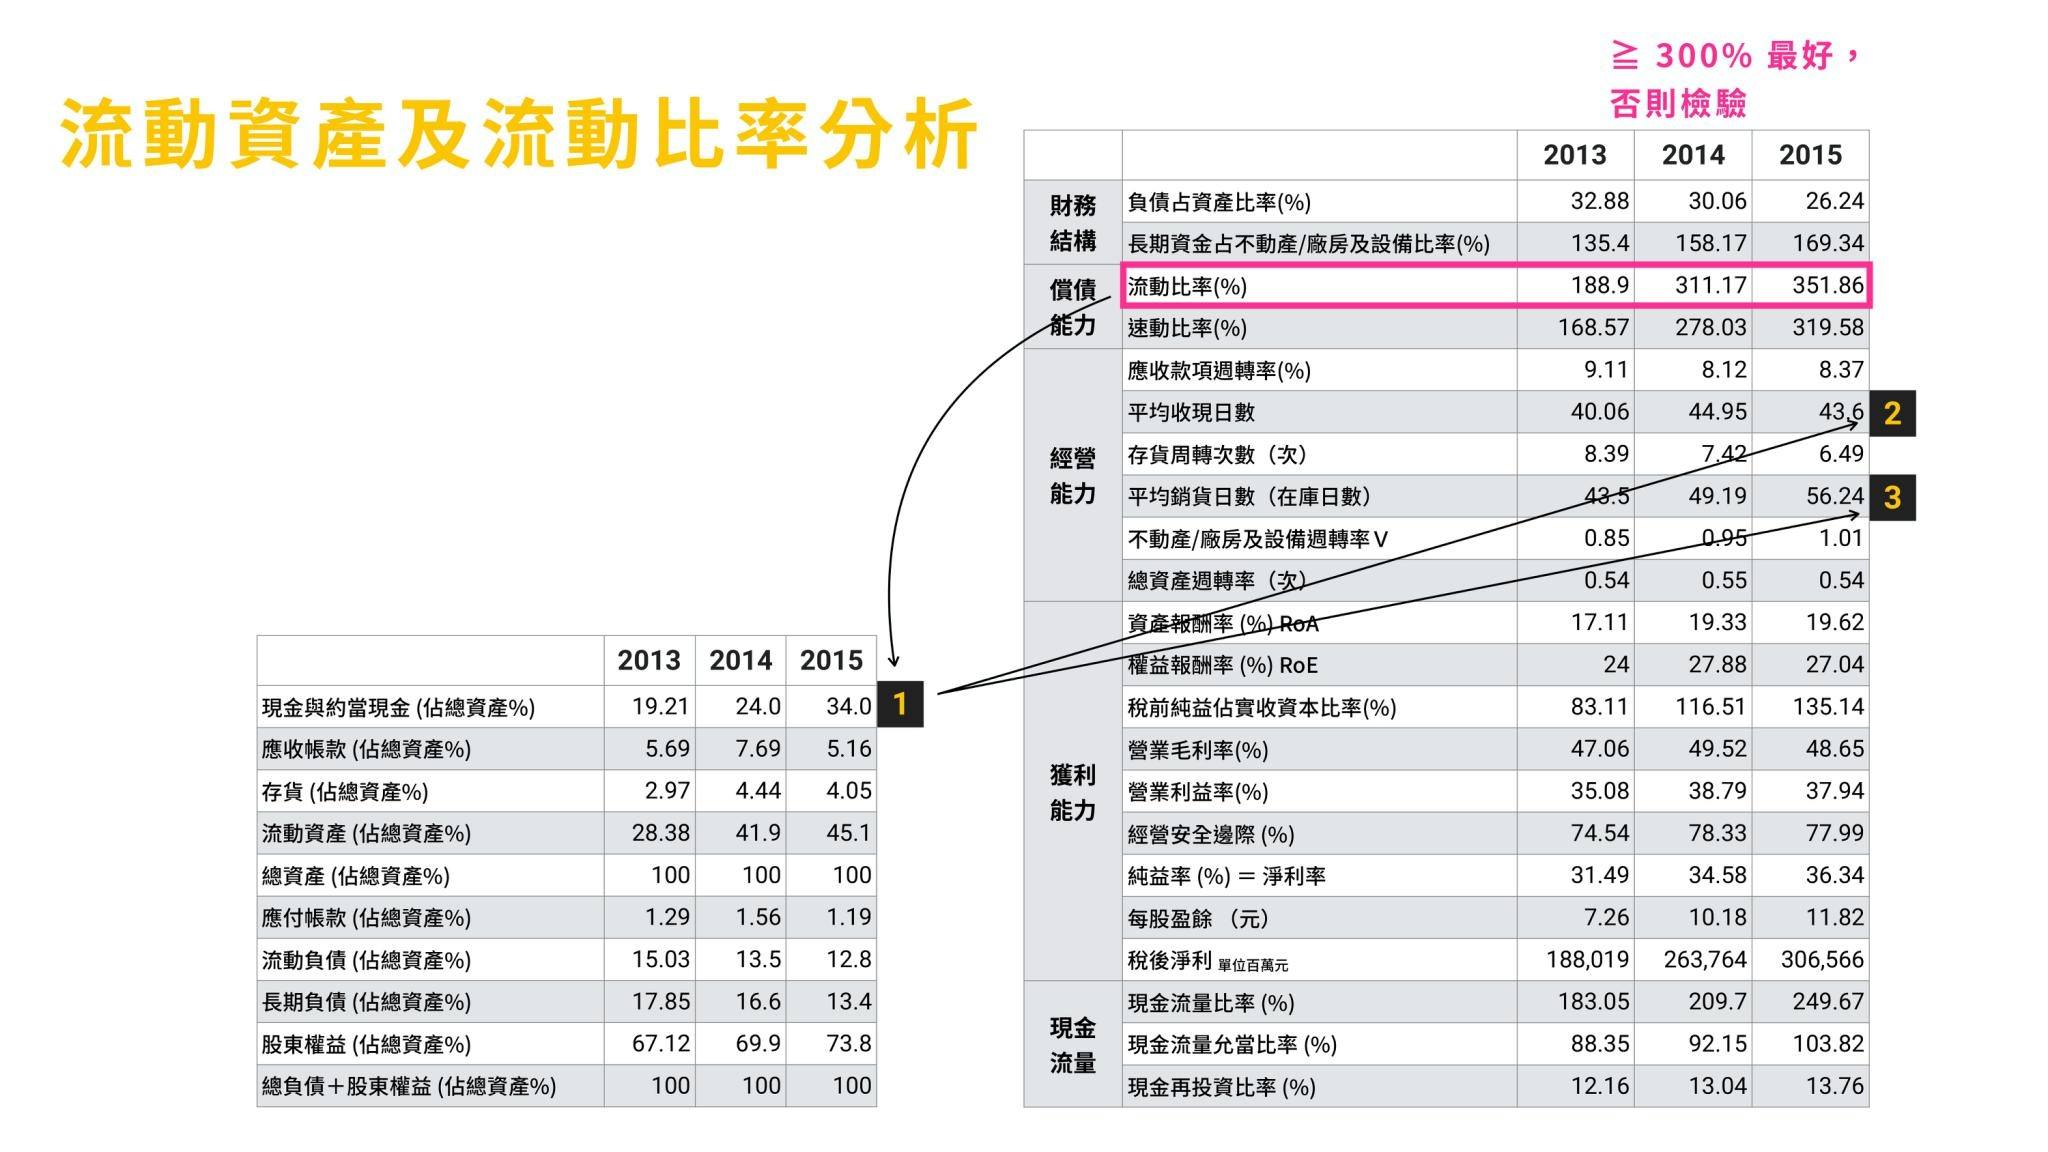 ≧ 300% 最好，
否則檢驗
流動資產及流動比率分析
2013 2014 2015
財務
結構
負債占資產比率(%) 32.88 30.06 26.24
長期資金占不動產/廠房及設備比率(%) 135.4 158.17 169.34
償債
能力
流動比率(%) 188.9 311.17 351.86
速動比率(%) 168.57 278.03 319.58
經營
能力
應收款項週轉率(%) 9.11 8.12 8.37
平均收現日數 40.06 44.95 43.6 2
存貨周轉次數（次） 8.39 7.42 6.49
平均銷貨日數（在庫日數） 43.5 49.19 56.24 3
不動產/廠房及設備週轉率Ｖ 0.85 0.95 1.01
總資產週轉率（次） 0.54 0.55 0.54
獲利
能力
資產報酬率 (%) RoA 17.11 19.33 19.62
權益報酬率 (%) RoE 24 27.88 27.04
稅前純益佔實收資本比率(%) 83.11 116.51 135.14
營業毛利率(%) 47.06 49.52 48.65
營業利益率(%) 35.08 38.79 37.94
經營安全邊際 (%) 74.54 78.33 77.99
純益率 (%) ＝ 淨利率 31.49 34.58 36.34
每股盈餘 （元） 7.26 10.18 11.82
稅後淨利 單位百萬元 188,019 263,764 306,566
現金
流量
現金流量比率 (%) 183.05 209.7 249.67
現金流量允當比率 (%) 88.35 92.15 103.82
現金再投資比率 (%) 12.16 13.04 13.76
2013 2014 2015
現金與約當現金 (佔總資產%) 19.21 24.0 34.0 1
應收帳款 (佔總資產%) 5.69 7.69 5.16
存貨 (佔總資產%) 2.97 4.44 4.05
流動資產 (佔總資產%) 28.38 41.9 45.1
總資產 (佔總資產%) 100 100 100
應付帳款 (佔總資產%) 1.29 1.56 1.19
流動負債 (佔總資產%) 15.03 13.5 12.8
長期負債 (佔總資產%) 17.85 16.6 13.4
股東權益 (佔總資產%) 67.12 69.9 73.8
總負債＋股東權益 (佔總資產%) 100 100 100